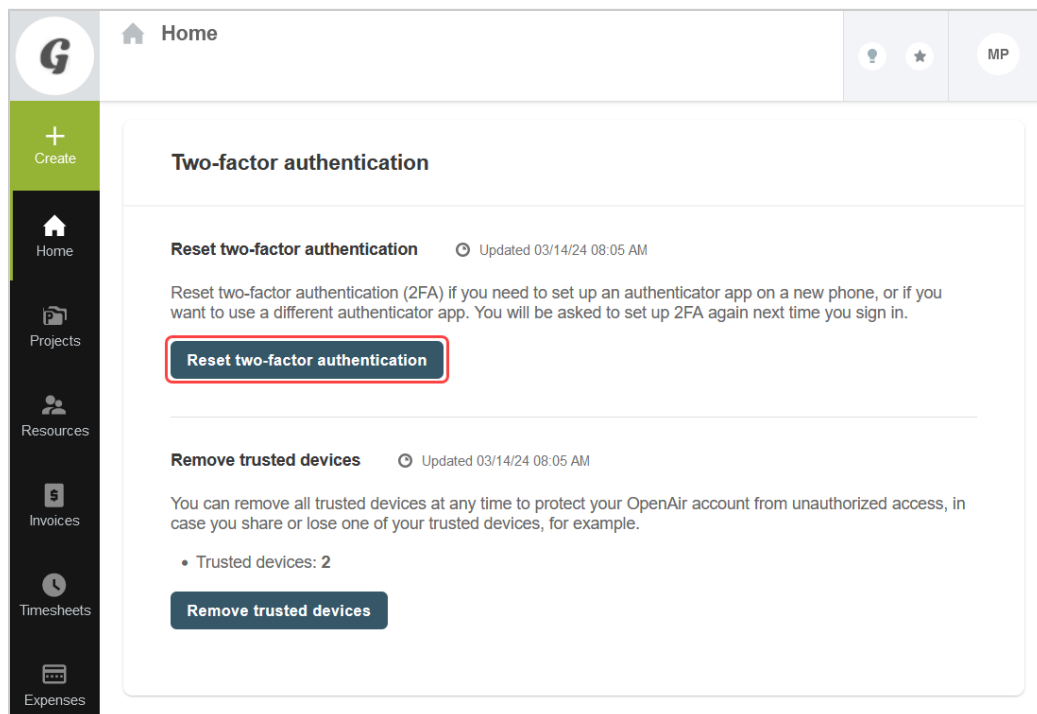 G
Home
MP
Create
Home
Projects
Resources
Invoices
Timesheets
Expenses
Two-factor authentication
Reset two-factor authentication Updated 03/14/24 08:05 AM
Reset two-factor authentication (2FA) if you need to set up an authenticator app on a new phone, or if you
want to use a different authenticator app. You will be asked to set up 2FA again next time you sign in.
Reset two-factor authentication
Remove trusted devices Updated 03/14/24 08:05 AM
You can remove all trusted devices at any time to protect your OpenAir account from unauthorized access, in
case you share or lose one of your trusted devices, for example.
• Trusted devices: 2
Remove trusted devices